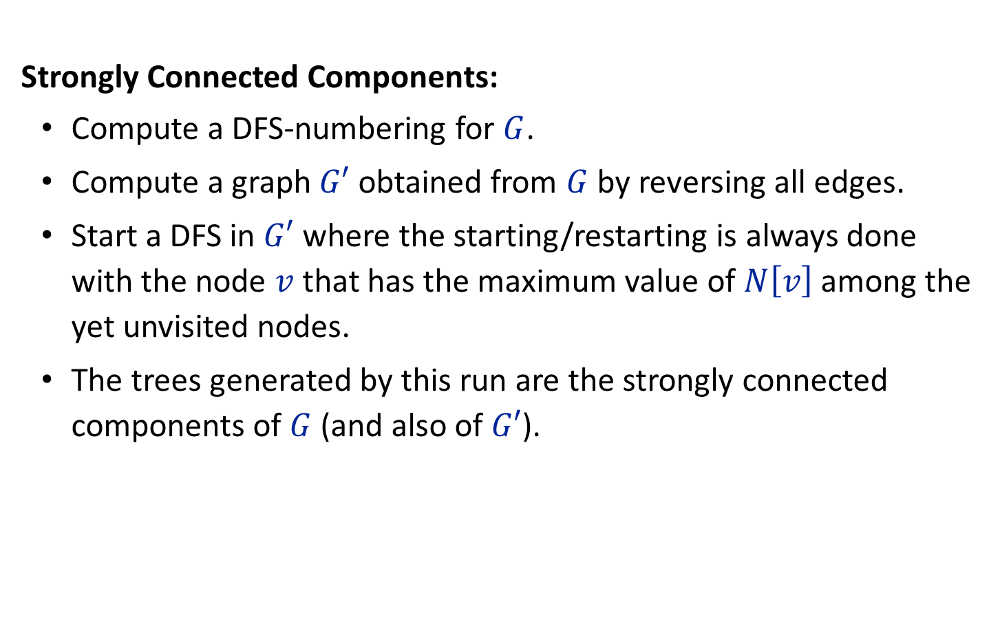 Strongly Connected Components:
• Compute a DFS-numbering for G.
• Compute a graph G′ obtained from G by reversing all edges.
• Start a DFS in G′ where the starting/restarting is always done
with the node v that has the maximum value of N[v] among the
yet unvisited nodes.
• The trees generated by this run are the strongly connected
components of G (and also of G′).